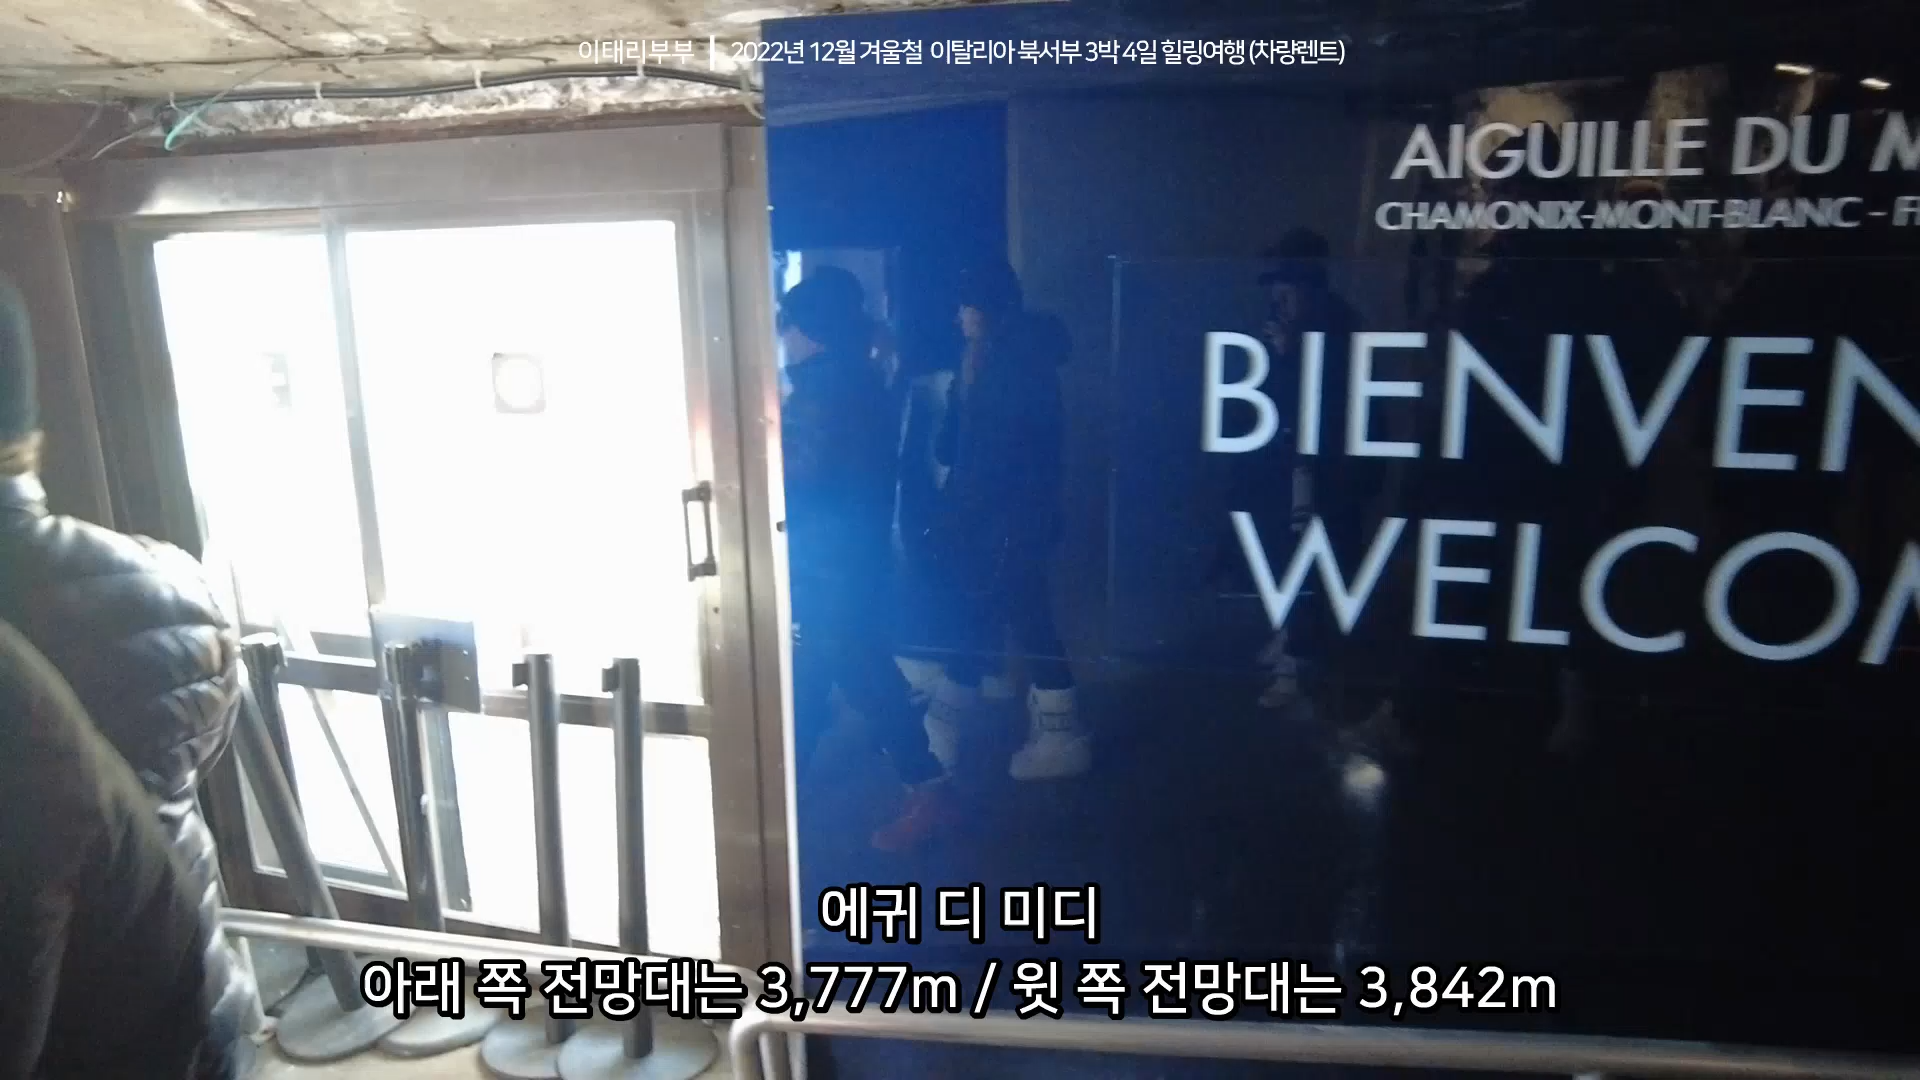 이태리부부 | 2022년 12월 겨울철 이탈리아 북서부 3박 4일 힐링여행 (차량렌트)
AIGUILLE DU M
CHAMONIX-MONT-BLANC - F
BIENVEN
WELCOM
에귀 디 미디
아래 쪽 전망대는 3,777m / 윗 쪽 전망대는 3,842m